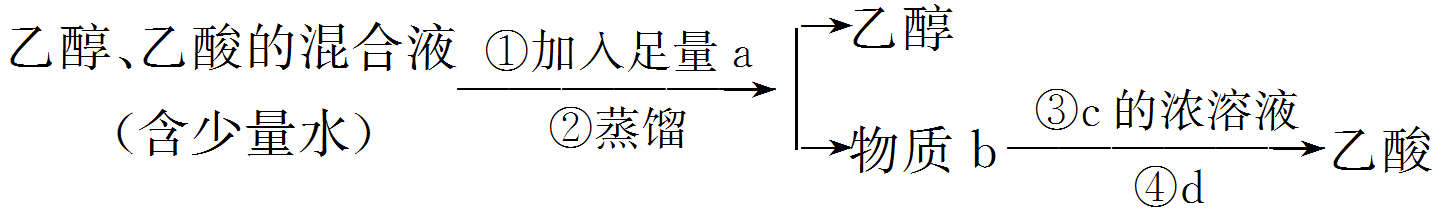 乙醇、乙酸的混合液
（含少量水）
①加入足量 a
②蒸馏
乙醇
物质 b
③c 的浓溶液
④d
乙酸